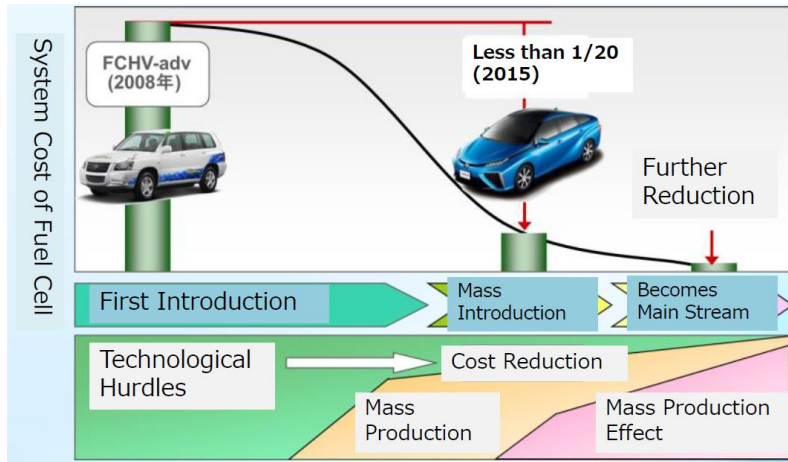 System Cost of Fuel Cell
FCHV-adv
(2008年)
Less than 1/20
(2015)
Further
Reduction
First Introduction
Mass
Introduction
Becomes
Main Stream
Technological
Hurdles
Cost Reduction
Mass
Production
Mass Production
Effect